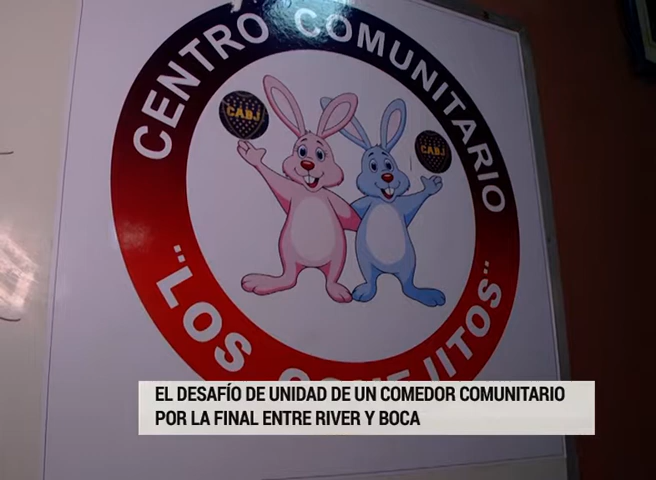 CENTRO COMUNITARIO
CABJ
CABJ
¨LOS CONEJITOS¨
EL DESAFÍO DE UNIDAD DE UN COMEDOR COMUNITARIO
POR LA FINAL ENTRE RIVER Y BOCA